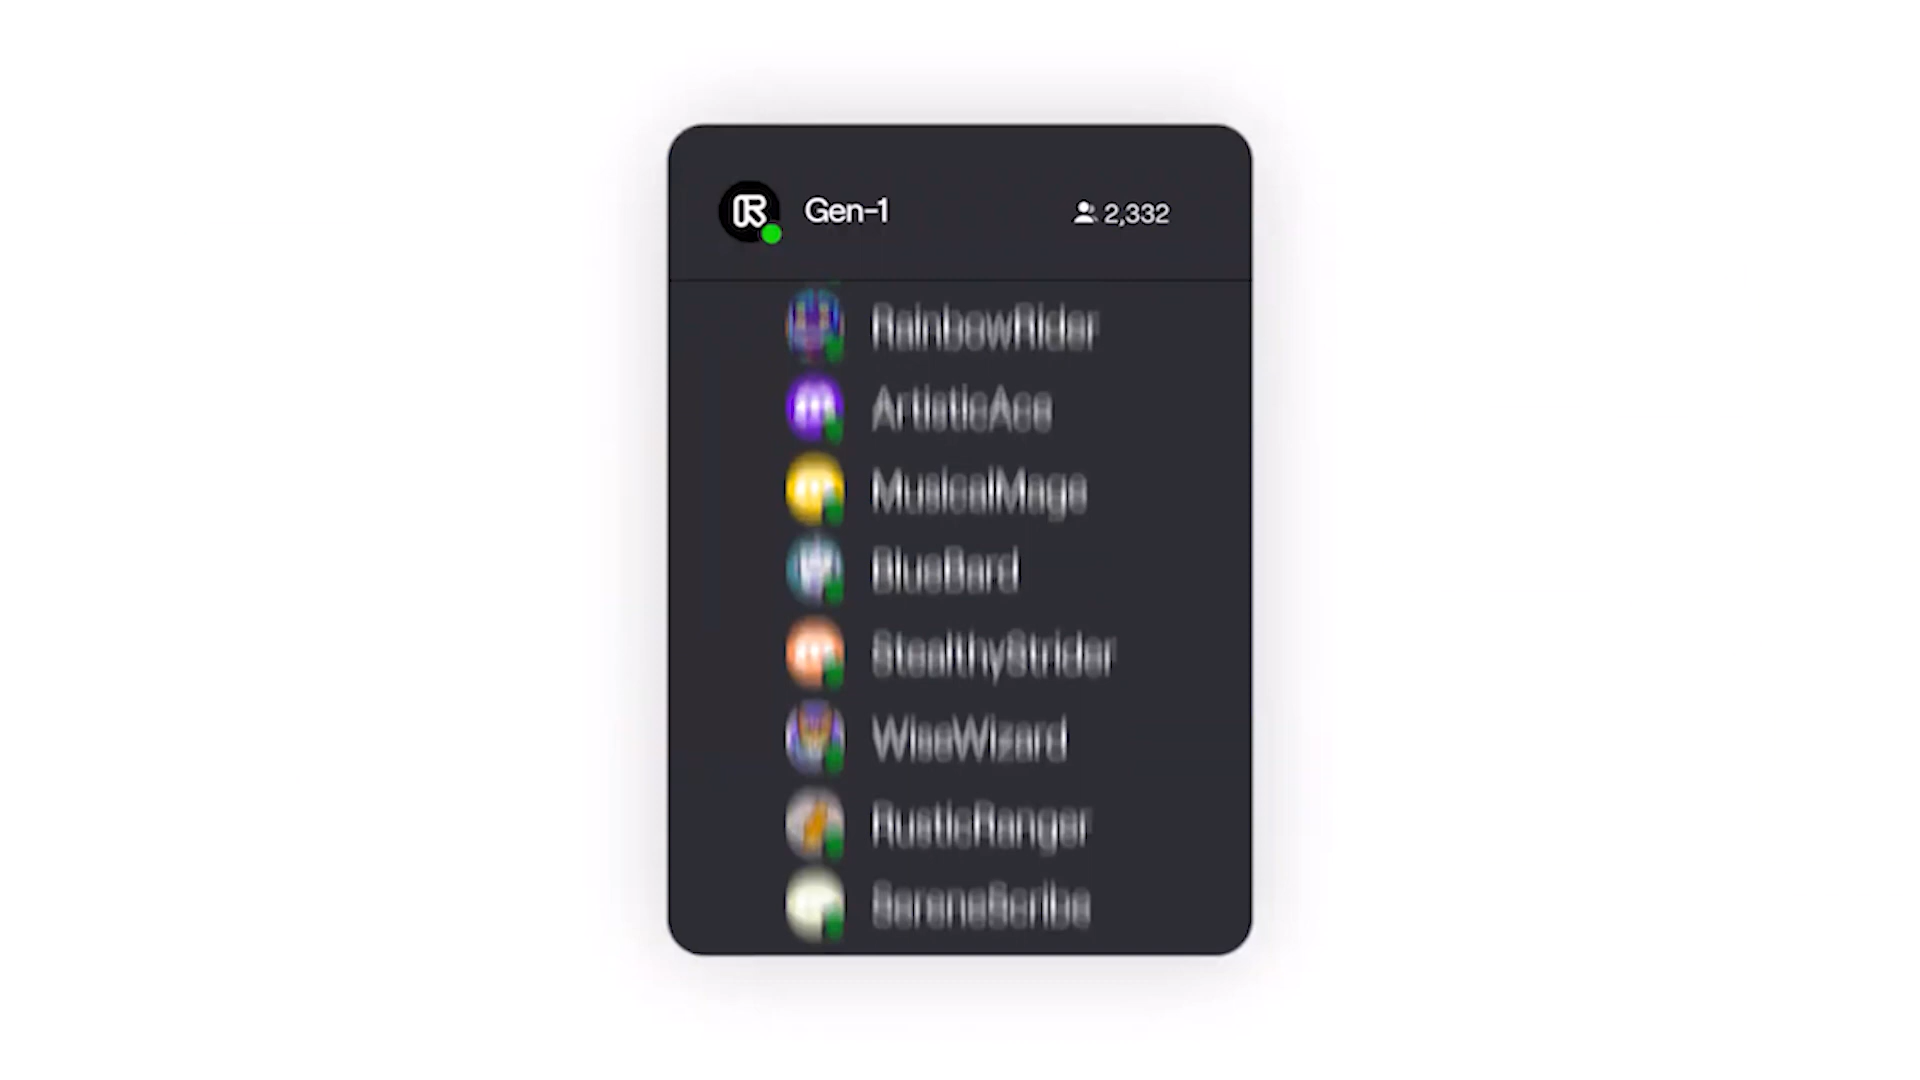 Gen-1
2,332
RainbowRider
ArtisticAce
MusicalMage
BlueBard
StealthyStrider
WiseWizard
RusticRanger
SereneScribe